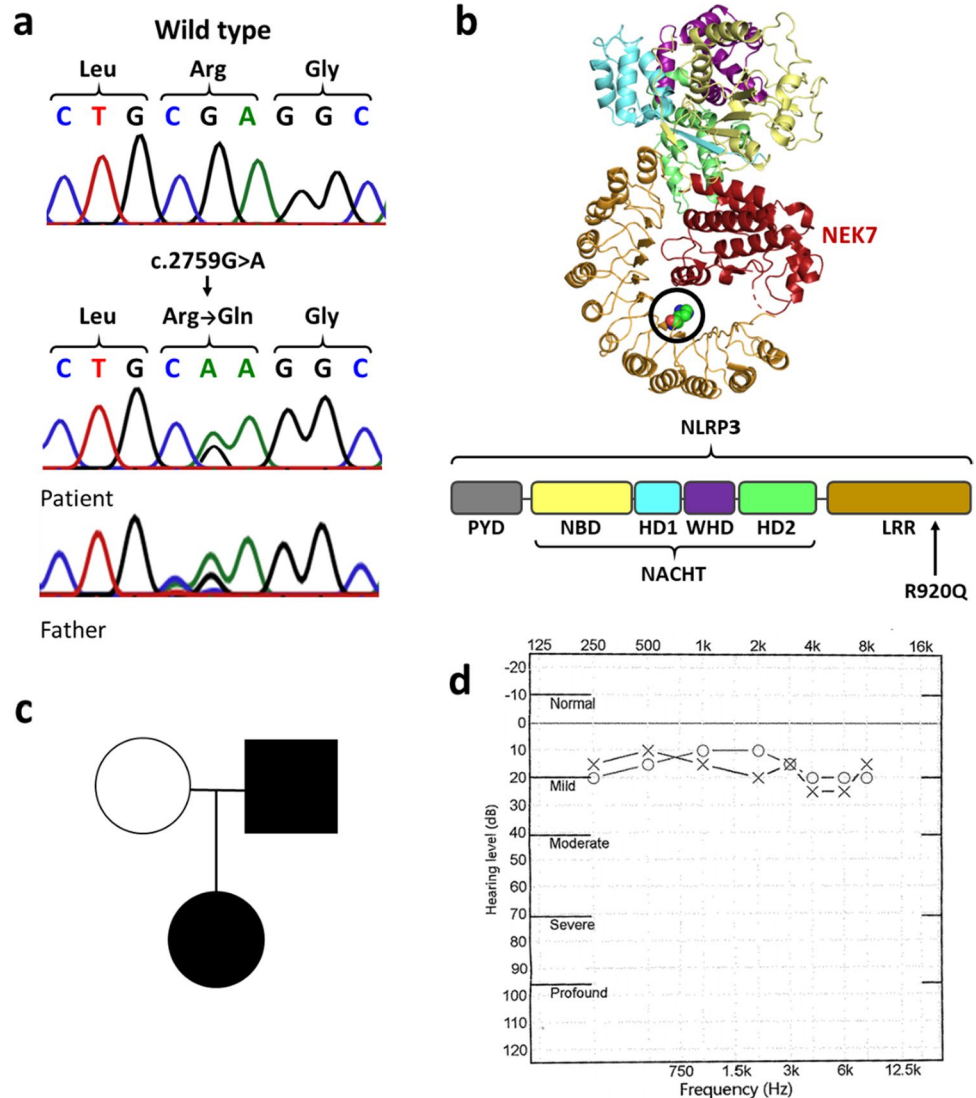 a
Wild type
Leu Arg Gly
C T G C G A G G C
c.2759G>A
Leu Arg→Gln Gly
C T G C A A G G C
Patient
Father
b
NEK7
NLRP3
PYD NBD HD1 WHD HD2 LRR
NACHT
R920Q
c
d
125 250 500 1k 2k 4k 8k 16k
-20
-10
Normal
0
10
20
Mild
30
40
Moderate
50
60
70
Severe
80
90
Profound
100
110
120
Hearing level (dB)
750 1.5k 3k 6k 12.5k
Frequency (Hz)